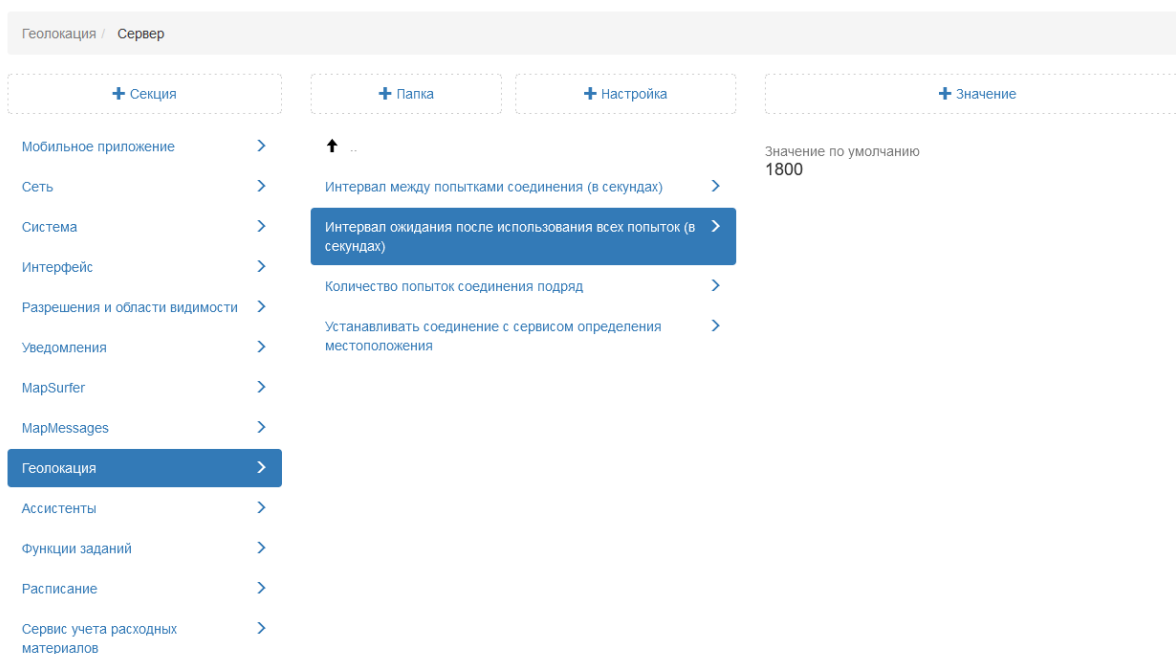 Геолокация / Сервер
+ Секция
+ Папка
+ Настройка
+ Значение
Мобильное приложение
Сеть
Система
Интерфейс
Разрешения и области видимости
Уведомления
MapSurfer
MapMessages
Геолокация
Ассистенты
Функции заданий
Расписание
Сервис учета расходных
материалов
..
Интервал между попытками соединения (в секундах)
Интервал ожидания после использования всех попыток (в
секундах)
Количество попыток соединения подряд
Устанавливать соединение с сервисом определения
местоположения
Значение по умолчанию
1800